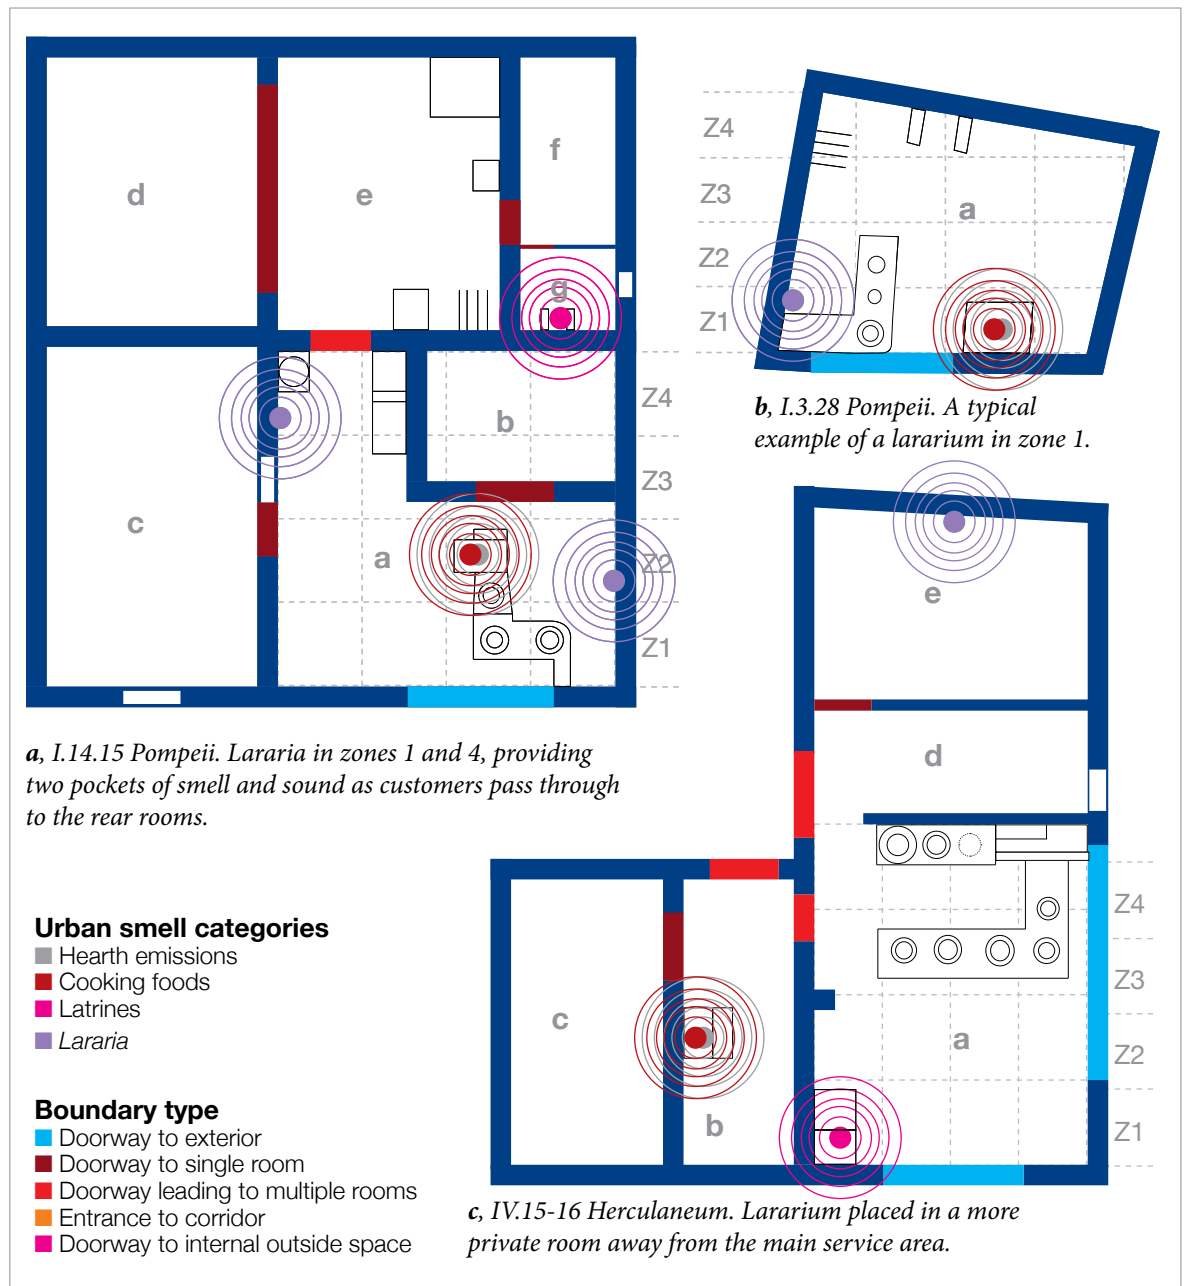 d
e
f
g
c
a
b
Z4
Z3
Z2
Z1
a, I.14.15 Pompeii. Lararia in zones 1 and 4, providing
two pockets of smell and sound as customers pass through
to the rear rooms.
Z4
Z3
Z2
Z1
a
b, I.3.28 Pompeii. A typical
example of a lararium in zone 1.
e
d
c
b
a
Z4
Z3
Z2
Z1
c, IV.15-16 Herculaneum. Lararium placed in a more
private room away from the main service area.
Urban smell categories
Hearth emissions
Cooking foods
Latrines
Lararia
Boundary type
Doorway to exterior
Doorway to single room
Doorway leading to multiple rooms
Entrance to corridor
Doorway to internal outside space